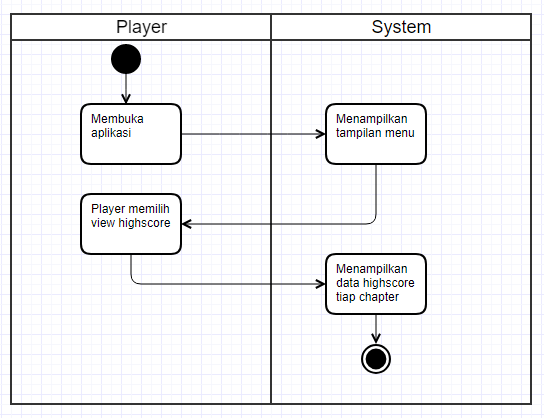 Player
System
Membuka
aplikasi
Menampilkan
tampilan menu
Player memilih
view highscore
Menampilkan
data highscore
tiap chapter